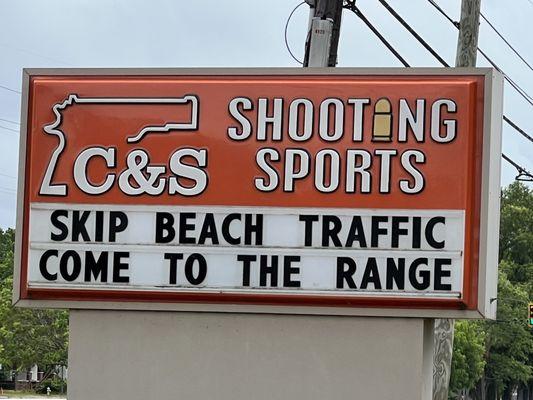 C&S
SHOOTING
SPORTS
SKIP BEACH TRAFFIC
COME TO THE RANGE